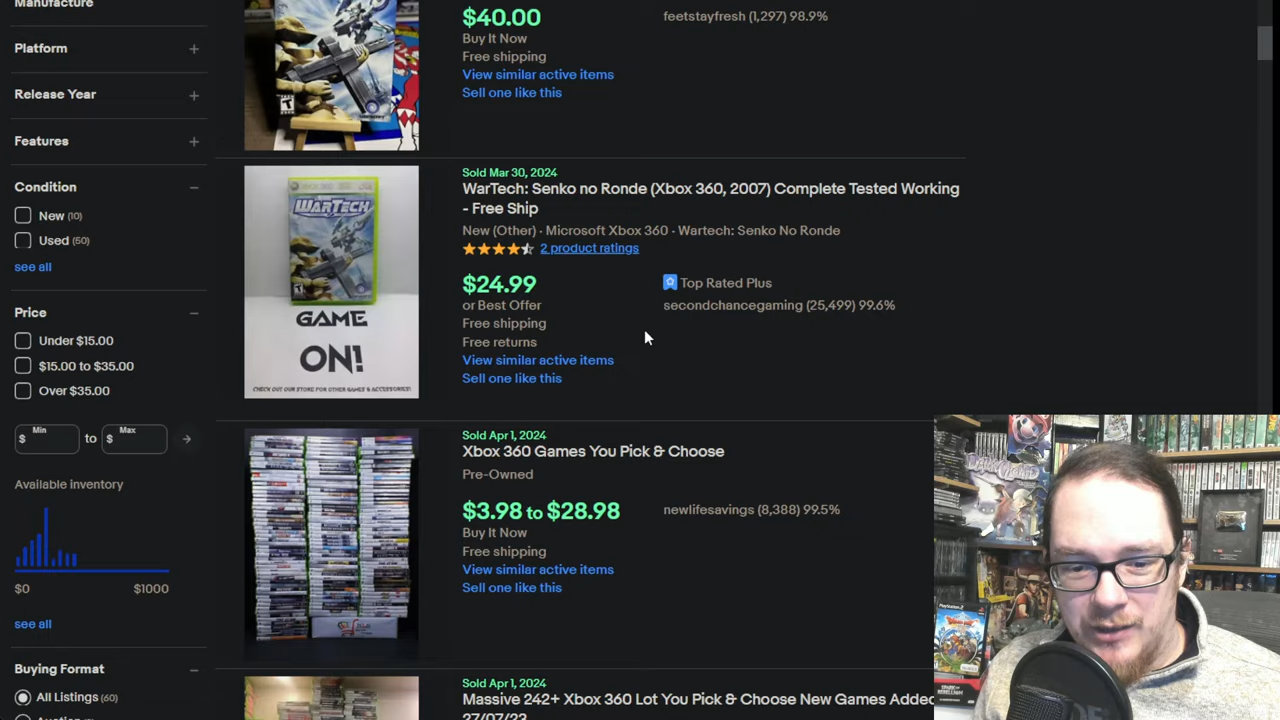 Manufacture
Platform
Release Year
Features
Condition
New (10)
Used (50)
see all
Price
Under $15.00
$15.00 to $35.00
Over $35.00
$ Min
to
$ Max
Available inventory
$0
$1000
see all
Buying Format
All Listings (60)
$40.00
Buy It Now
Free shipping
View similar active items
Sell one like this
feetstayfresh (1,297) 98.9%
WARTECH
GAME
ON!
CHECK OUT OUR STORE FOR OTHER GAMES & ACCESSORIES!
Sold Mar 30, 2024
WarTech: Senko no Ronde (Xbox 360, 2007) Complete Tested Working
- Free Ship
New (Other) · Microsoft Xbox 360 · Wartech: Senko No Ronde
2 product ratings
$24.99
or Best Offer
Free shipping
Free returns
View similar active items
Sell one like this
Top Rated Plus
secondchancegaming (25,499) 99.6%
Sold Apr 1, 2024
Xbox 360 Games You Pick & Choose
Pre-Owned
$3.98 to $28.98
Buy It Now
Free shipping
View similar active items
Sell one like this
newlifesavings (8,388) 99.5%
Sold Apr 1, 2024
Massive 242+ Xbox 360 Lot You Pick & Choose New Games Added
27/07/23
PlayStation 2